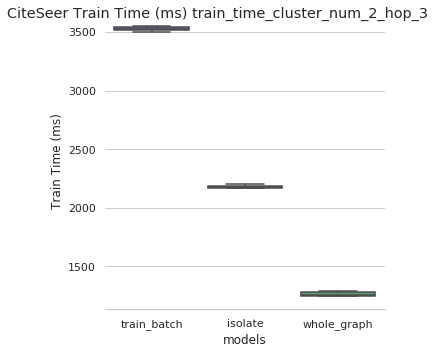 CiteSeer Train Time (ms) train_time_cluster_num_2_hop_3
3500
3000
2500
2000
1500
Train Time (ms)
train_batch isolate whole_graph
models